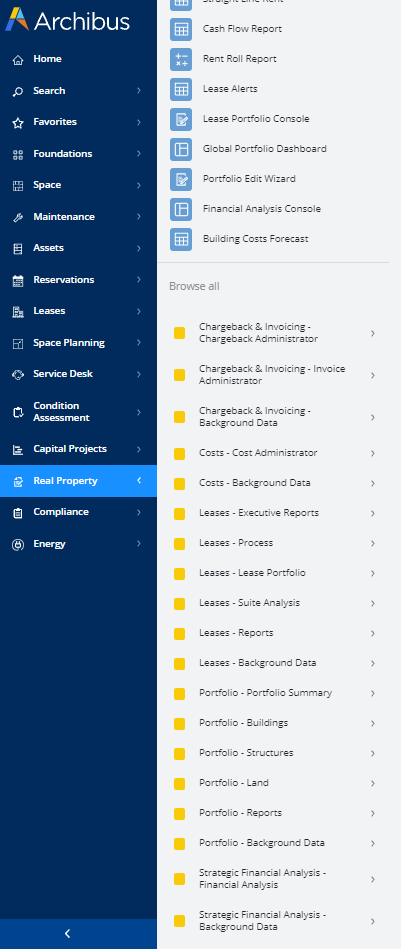 Archibus
Home
Search
Favorites
Foundations
Space
Maintenance
Assets
Reservations
Leases
Space Planning
Service Desk
Condition
Assessment
Capital Projects
Real Property
Compliance
Energy
Straight Line Rent
Cash Flow Report
Rent Roll Report
Lease Alerts
Lease Portfolio Console
Global Portfolio Dashboard
Portfolio Edit Wizard
Financial Analysis Console
Building Costs Forecast
Browse all
Chargeback & Invoicing -
Chargeback Administrator
Chargeback & Invoicing - Invoice
Administrator
Chargeback & Invoicing -
Background Data
Costs - Cost Administrator
Costs - Background Data
Leases - Executive Reports
Leases - Process
Leases - Lease Portfolio
Leases - Suite Analysis
Leases - Reports
Leases - Background Data
Portfolio - Portfolio Summary
Portfolio - Buildings
Portfolio - Structures
Portfolio - Land
Portfolio - Reports
Portfolio - Background Data
Strategic Financial Analysis -
Financial Analysis
Strategic Financial Analysis -
Background Data